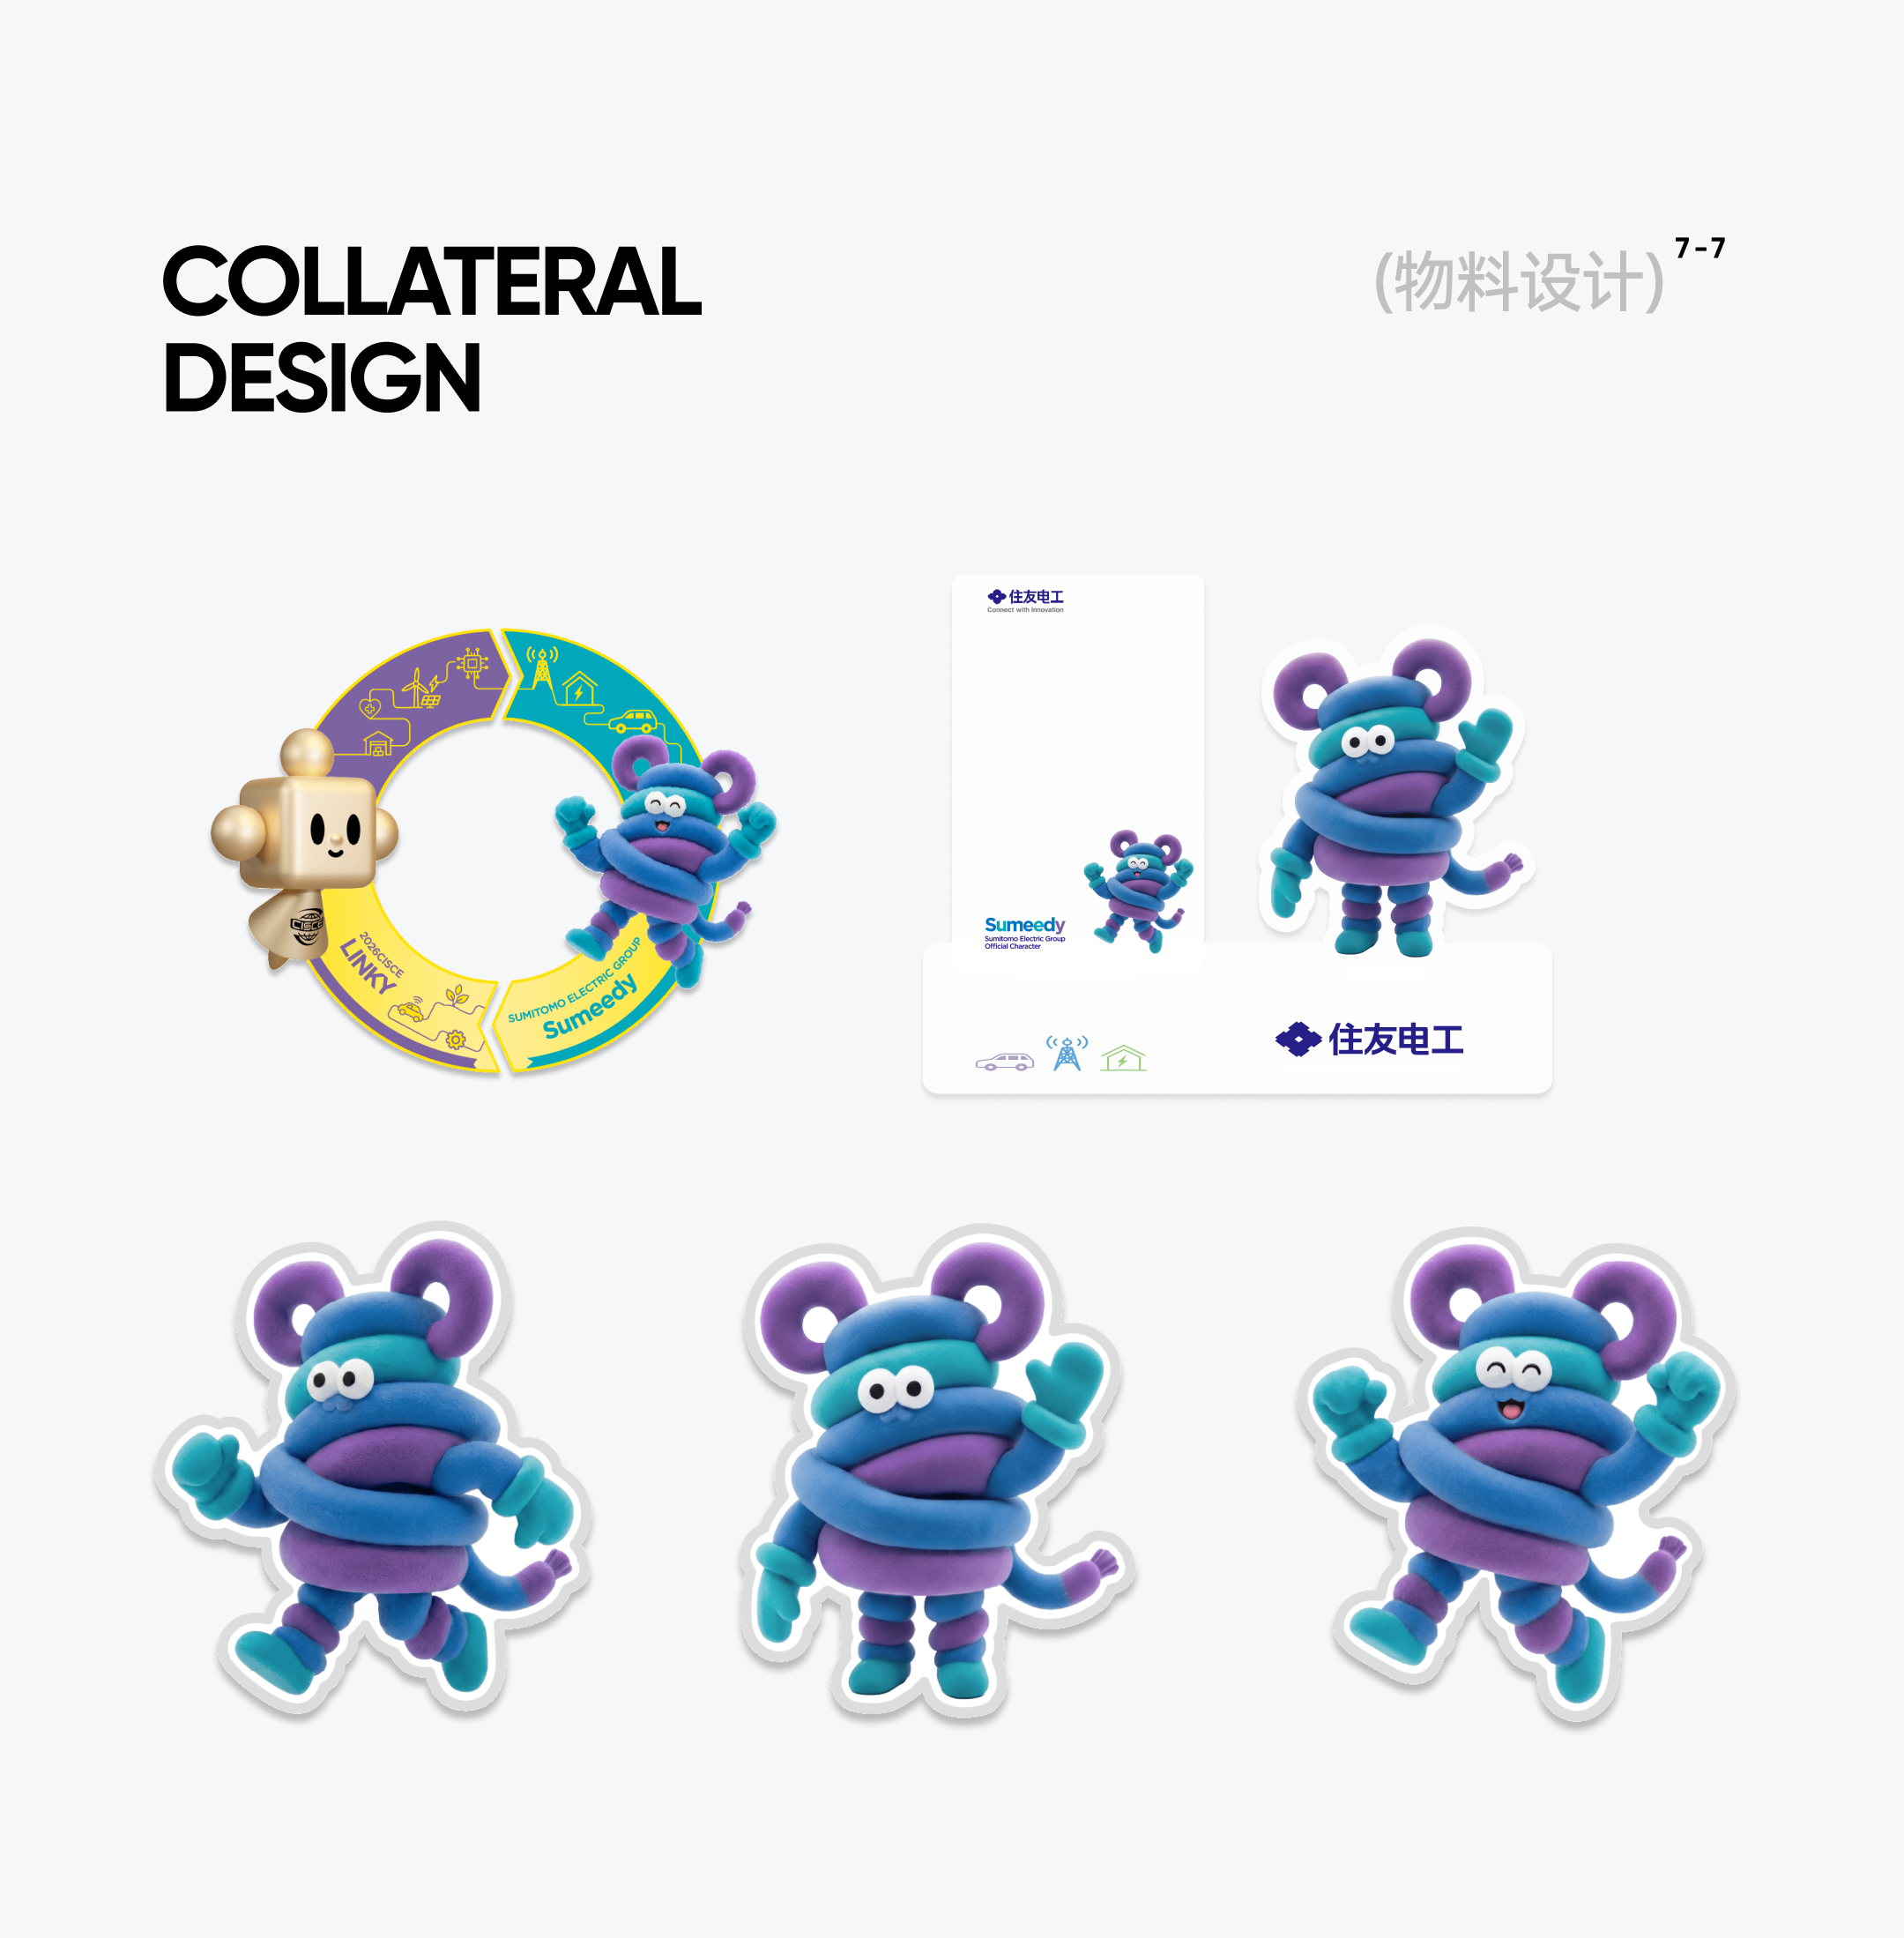 COLLATERAL
DESIGN
(物料设计)
7-7
2026CISCE
LINKY
CISCE
SUMITOMO ELECTRIC GROUP
Sumeedy
住友电工
Connect with Innovation
Sumeedy
Sumitomo Electric Group
Official Character
住友电工